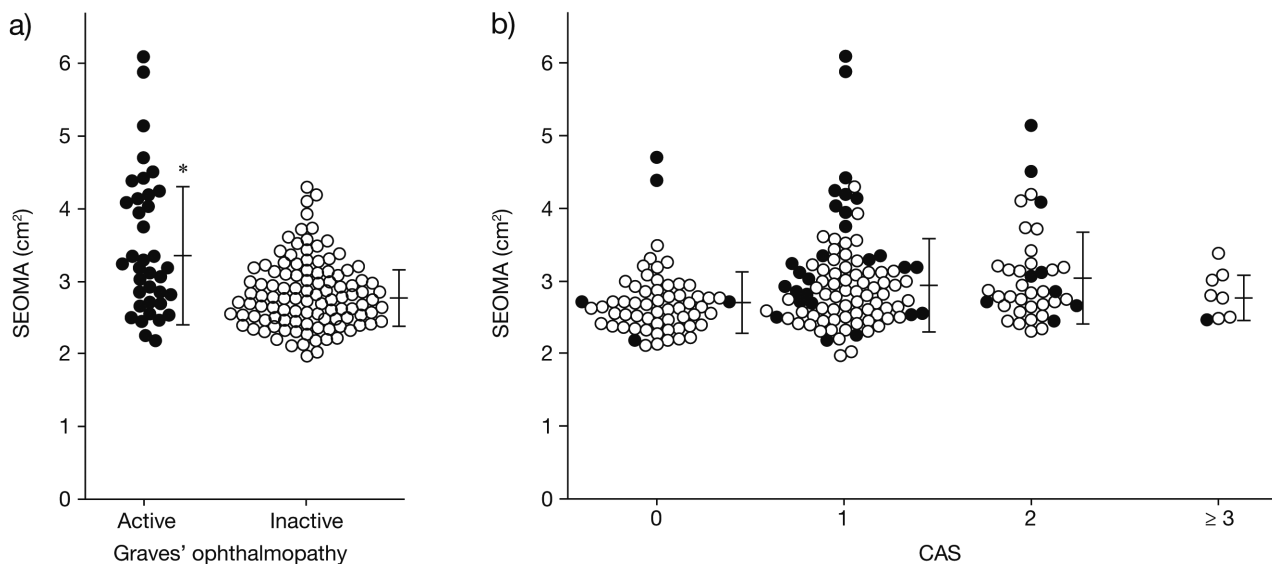 a)
SEOMA (cm²)
6
5
4
3
2
1
0
*
Active
Inactive
Graves’ ophthalmopathy
b)
SEOMA (cm²)
6
5
4
3
2
1
0
0
1
2
≥ 3
CAS